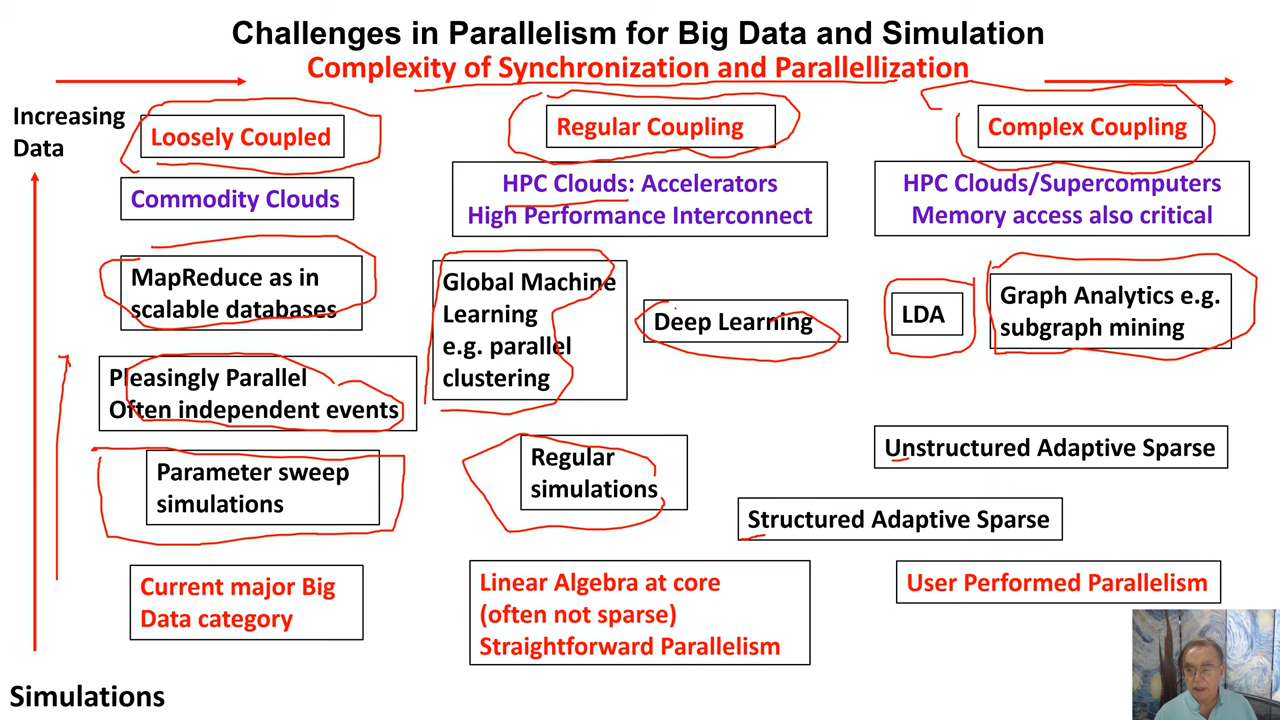 Challenges in Parallelism for Big Data and Simulation
Complexity of Synchronization and Parallellization
Increasing
Data
Loosely Coupled
Regular Coupling
Complex Coupling
Commodity Clouds
HPC Clouds: Accelerators
High Performance Interconnect
HPC Clouds/Supercomputers
Memory access also critical
MapReduce as in
scalable databases
Global Machine
Learning
e.g. parallel
clustering
Deep Learning
LDA
Graph Analytics e.g.
subgraph mining
Pleasingly Parallel
Often independent events
Parameter sweep
simulations
Regular
simulations
Unstructured Adaptive Sparse
Structured Adaptive Sparse
Current major Big
Data category
Linear Algebra at core
(often not sparse)
Straightforward Parallelism
User Performed Parallelism
Simulations